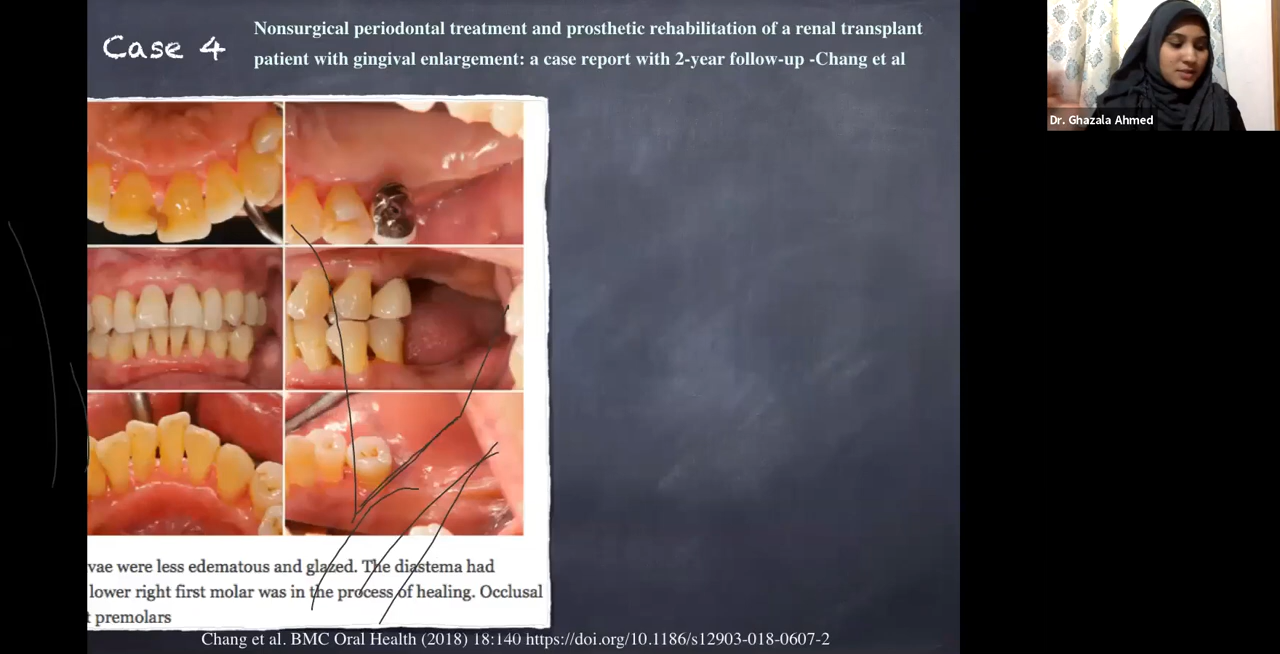 Case 4
Nonsurgical periodontal treatment and prosthetic rehabilitation of a renal transplant
patient with gingival enlargement: a case report with 2-year follow-up -Chang et al
Dr. Ghazala Ahmed
vae were less edematous and glazed. The diastema had
lower right first molar was in the process of healing. Occlusal
t premolars
Chang et al. BMC Oral Health (2018) 18:140 https://doi.org/10.1186/s12903-018-0607-2